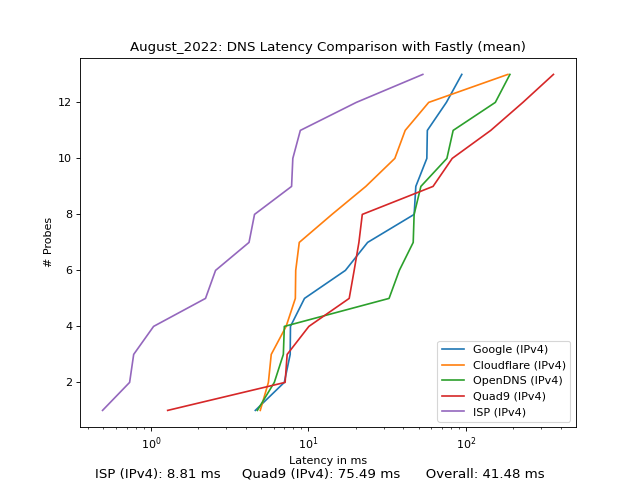 August_2022: DNS Latency Comparison with Fastly (mean)
# Probes
12
10
8
6
4
2
Google (IPv4)
Cloudflare (IPv4)
OpenDNS (IPv4)
Quad9 (IPv4)
ISP (IPv4)
10⁰ 10¹ 10²
Latency in ms
ISP (IPv4): 8.81 ms Quad9 (IPv4): 75.49 ms Overall: 41.48 ms